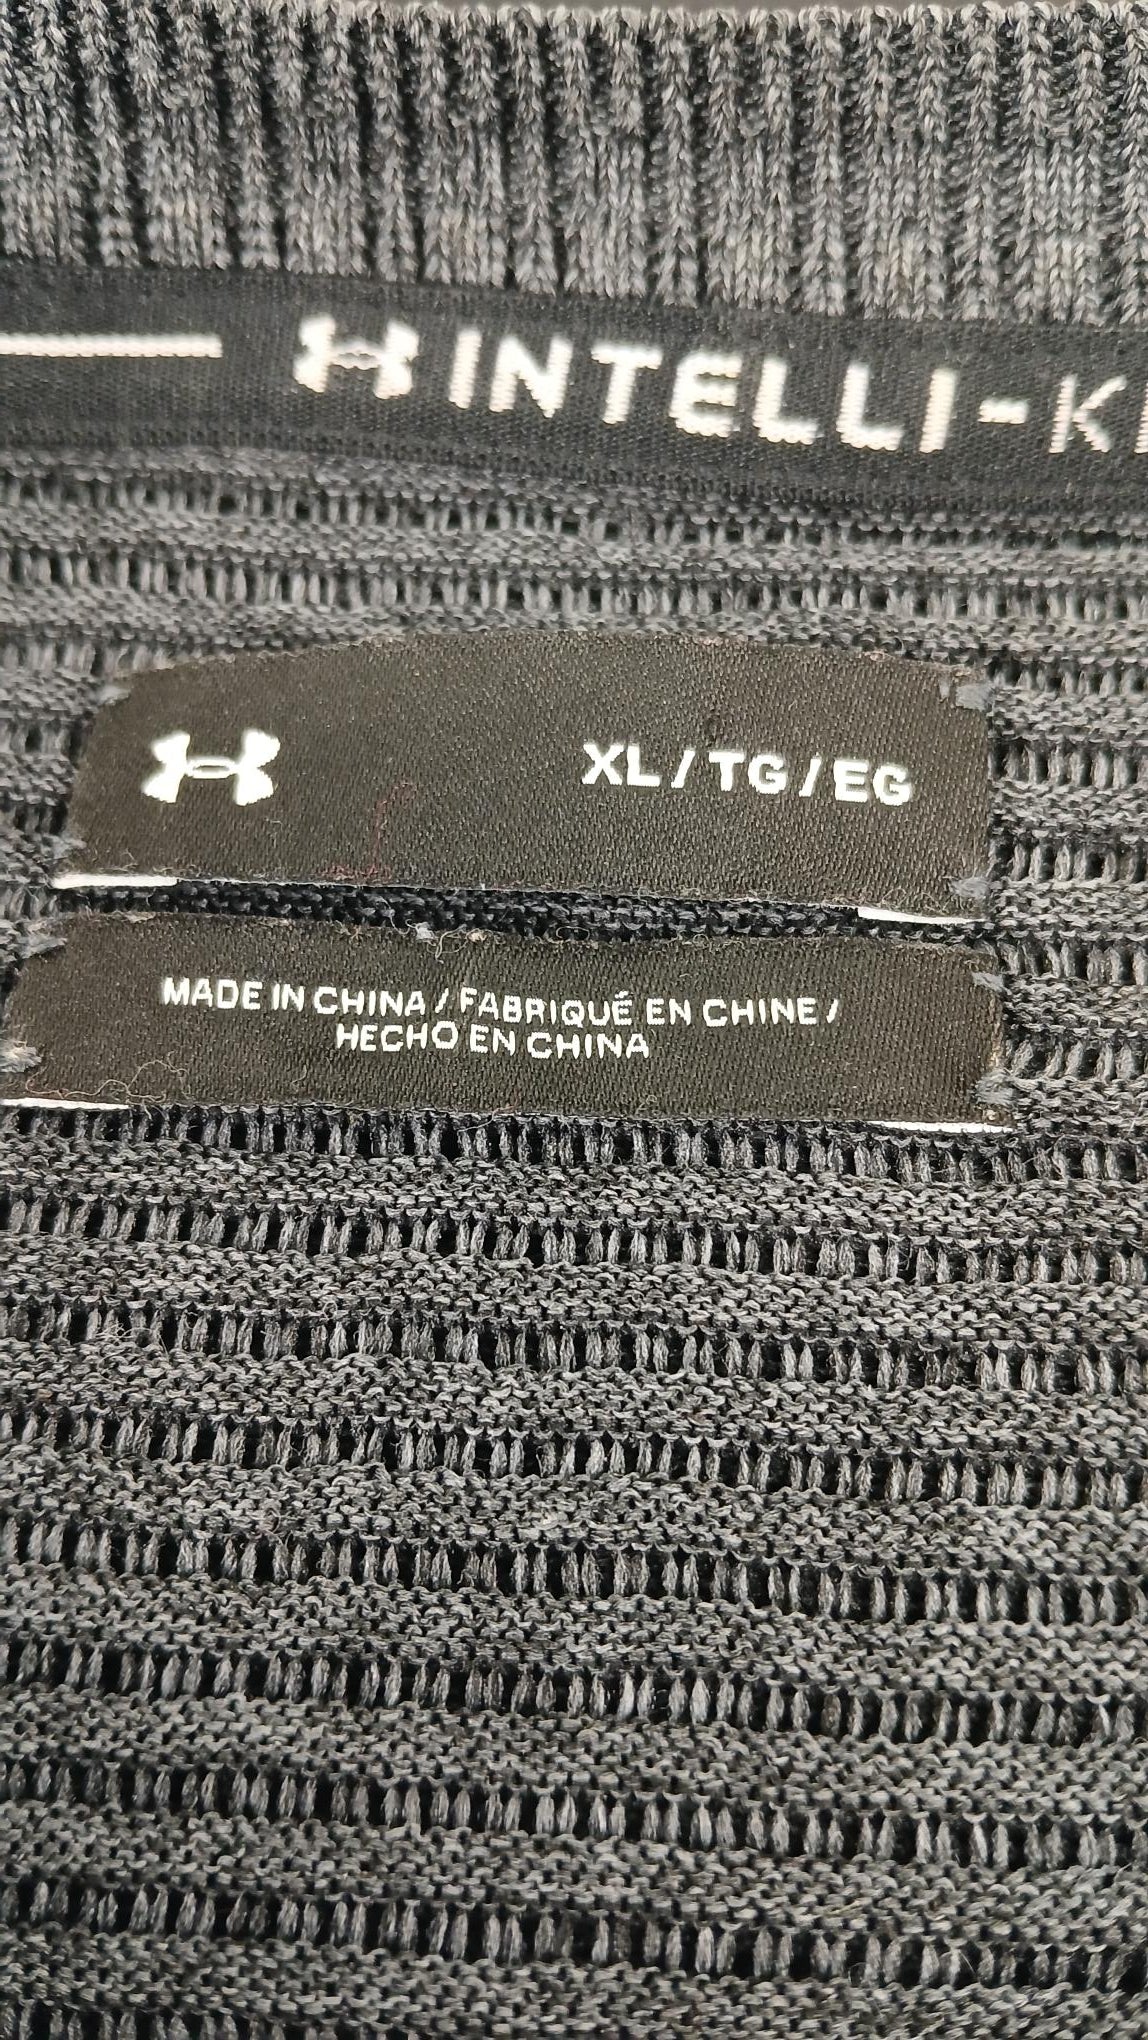 INTELLI-K
XL/TG/EG
MADE IN CHINA / FABRIQUÉ EN CHINE /
HECHO EN CHINA